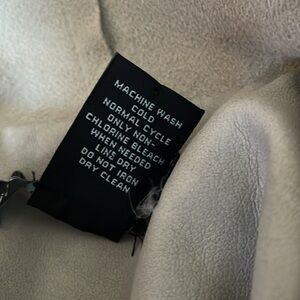 MACHINE WASH
COLD
NORMAL CYCLE
ONLY NON-
CHLORINE BLEACH
WHEN NEEDED
LINE DRY
DO NOT IRON
DRY CLEAN